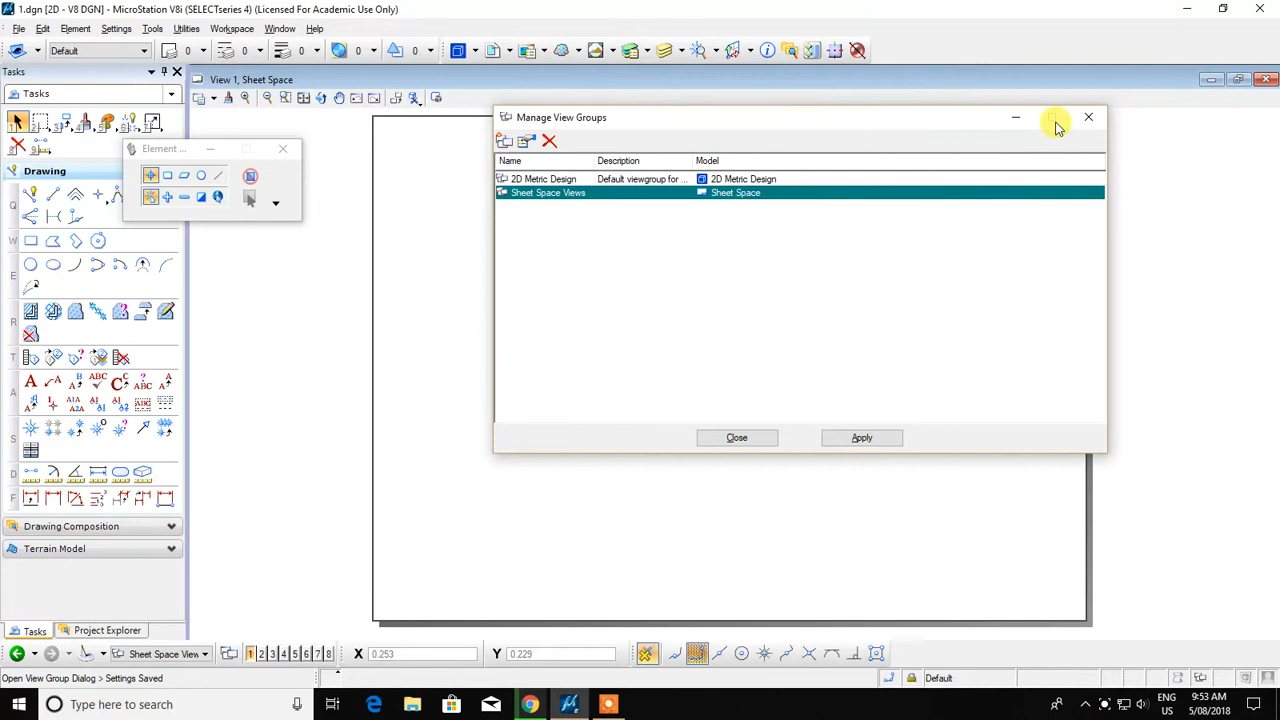 1.dgn [2D - V8 DGN] - MicroStation V8i (SELECTseries 4) (Licensed For Academic Use Only)
File Edit Element Settings Tools Utilities Workspace Window Help
Default 0 0 0 0 0
Tasks
View 1, Sheet Space
Tasks
Manage View Groups
Element ...
Name Description Model
Drawing
2D Metric Design Default viewgroup for ... 2D Metric Design
Sheet Space Views Sheet Space
Q
W
E
R
T
A
S
D
F
Close Apply
Drawing Composition
Terrain Model
Tasks Project Explorer
Sheet Space View 1 2 3 4 5 6 7 8 X 0.253 Y 0.229
Open View Group Dialog > Settings Saved Default
Type here to search
ENG
US
9:53 AM
5/08/2018